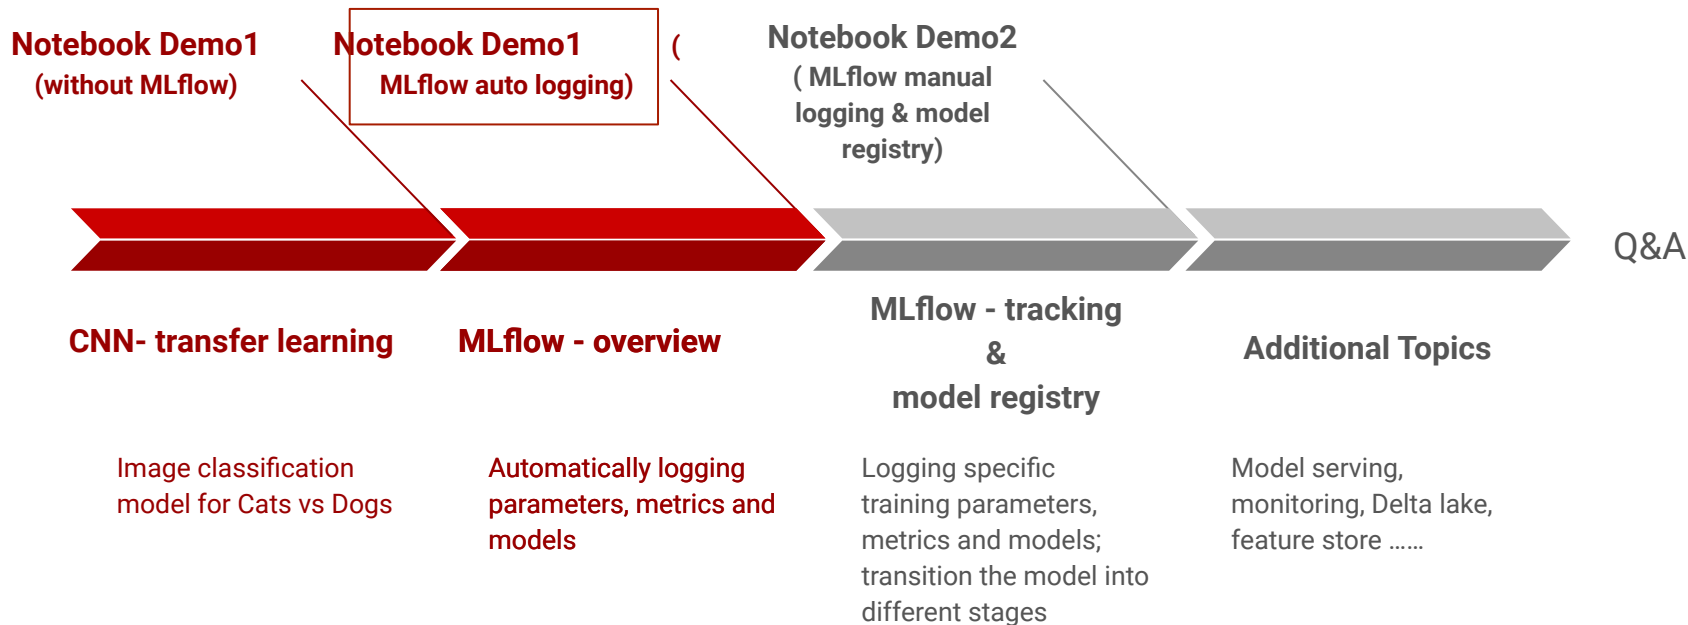 Notebook Demo1
(without MLflow)
Notebook Demo1 (
MLflow auto logging)
Notebook Demo2
( MLflow manual
logging & model
registry)
Q&A
CNN- transfer learning
MLflow - overview
MLflow - tracking
&
model registry
Additional Topics
Image classification
model for Cats vs Dogs
Automatically logging
parameters, metrics and
models
Logging specific
training parameters,
metrics and models;
transition the model into
different stages
Model serving,
monitoring, Delta lake,
feature store ......